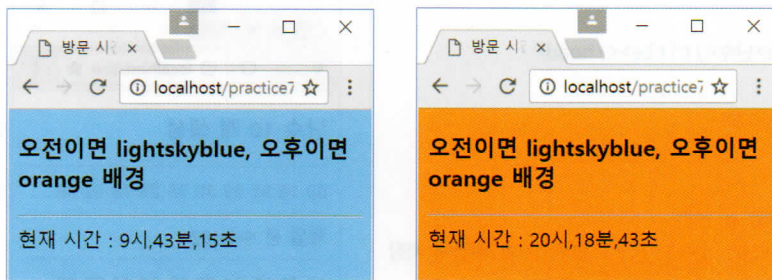 방문 시
localhost/practice7
오전이면 lightskyblue, 오후이면
orange 배경
현재 시간 : 9시,43분,15초
방문 시
localhost/practice7
오전이면 lightskyblue, 오후이면
orange 배경
현재 시간 : 20시,18분,43초